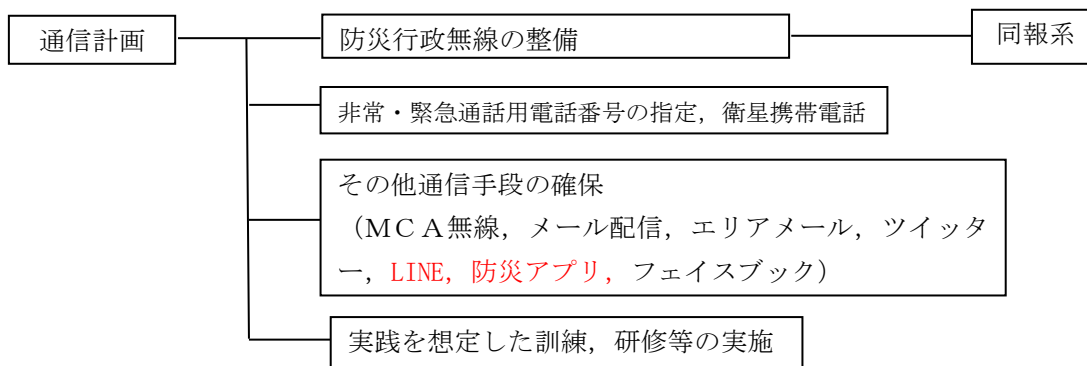 通信計画
防災行政無線の整備
同報系
非常・緊急通話用電話番号の指定，衛星携帯電話
その他通信手段の確保
（ＭＣＡ無線，メール配信，エリアメール，ツイッタ
ー，LINE，防災アプリ，フェイスブック）
実践を想定した訓練，研修等の実施